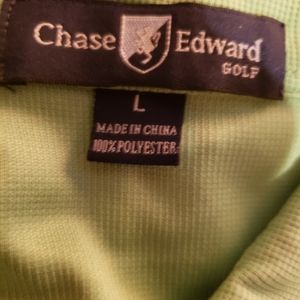 Chase Edward
GOLF
L
MADE IN CHINA
100% POLYESTER